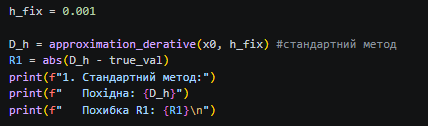 h_fix = 0.001
D_h = approximation_derative(x0, h_fix) #стандартний метод
R1 = abs(D_h - true_val)
print(f"1. Стандартний метод:")
print(f"   Похідна: {D_h}")
print(f"   Похибка R1: {R1}\n")